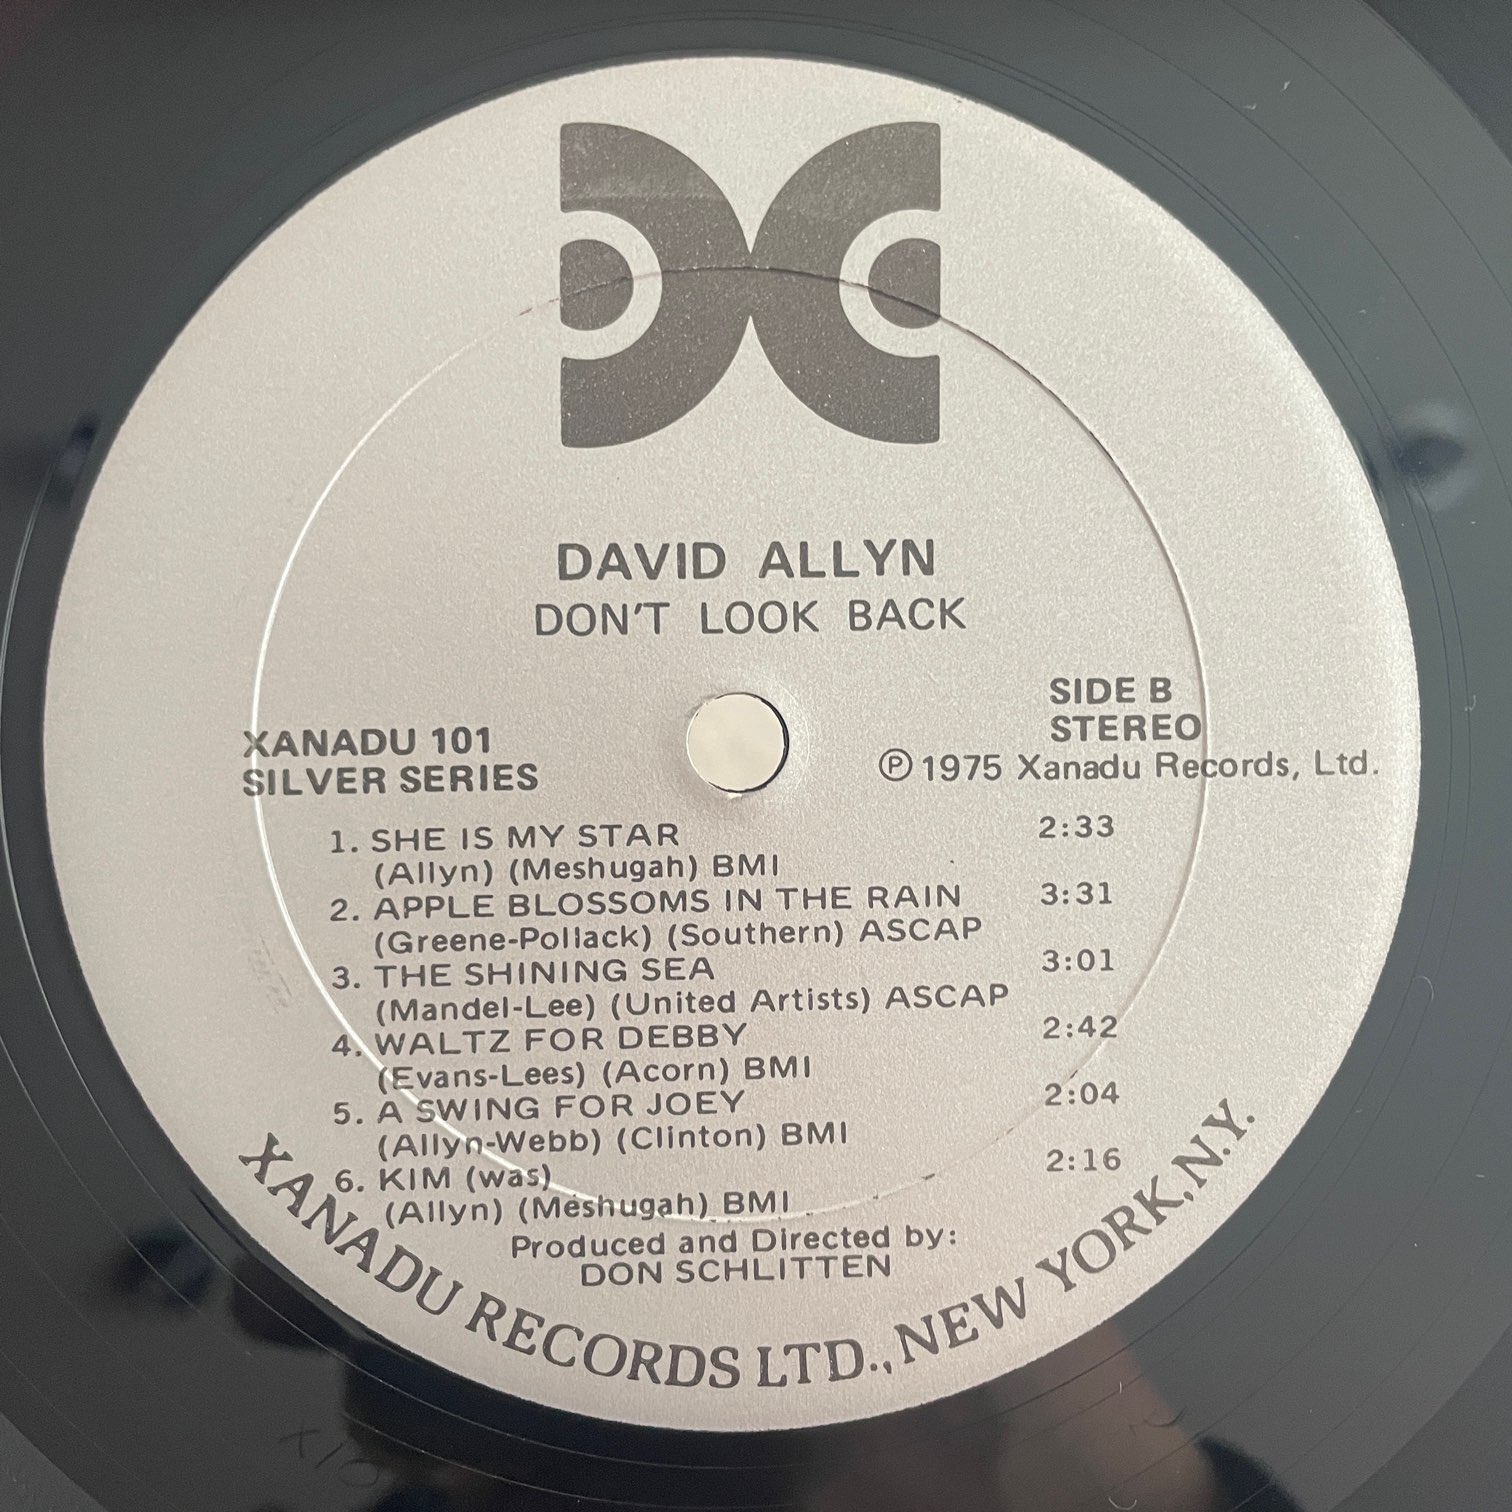 DAVID ALLYN
DON'T LOOK BACK
SIDE B
STEREO
XANADU 101
SILVER SERIES
Ⓟ1975 Xanadu Records, Ltd.
1. SHE IS MY STAR 2:33
(Allyn) (Meshugah) BMI
2. APPLE BLOSSOMS IN THE RAIN 3:31
(Greene-Pollack) (Southern) ASCAP
3. THE SHINING SEA 3:01
(Mandel-Lee) (United Artists) ASCAP
4. WALTZ FOR DEBBY 2:42
(Evans-Lees) (Acorn) BMI
5. A SWING FOR JOEY 2:04
(Allyn-Webb) (Clinton) BMI
6. KIM (was) 2:16
(Allyn) (Meshugah) BMI
Produced and Directed by:
DON SCHLITTEN
XANADU RECORDS LTD., NEW YORK, N.Y.